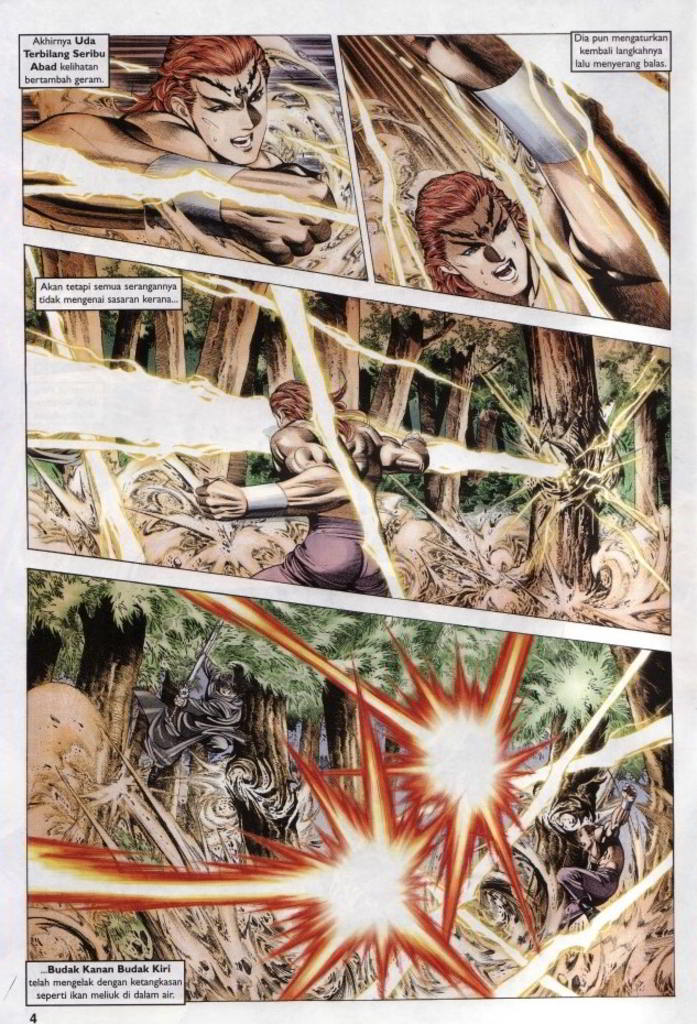 Akhirnya Uda
Terbilang Seribu
Abad kelihatan
bertambah geram.
Dia pun mengaturkan
kembali langkahnya
lalu menyerang balas.
Akan tetapi semua serangannya
tidak mengenai sasaran kerana...
...Budak Kanan Budak Kiri
telah mengelak dengan ketangkasan
seperti ikan meliuk di dalam air.
4